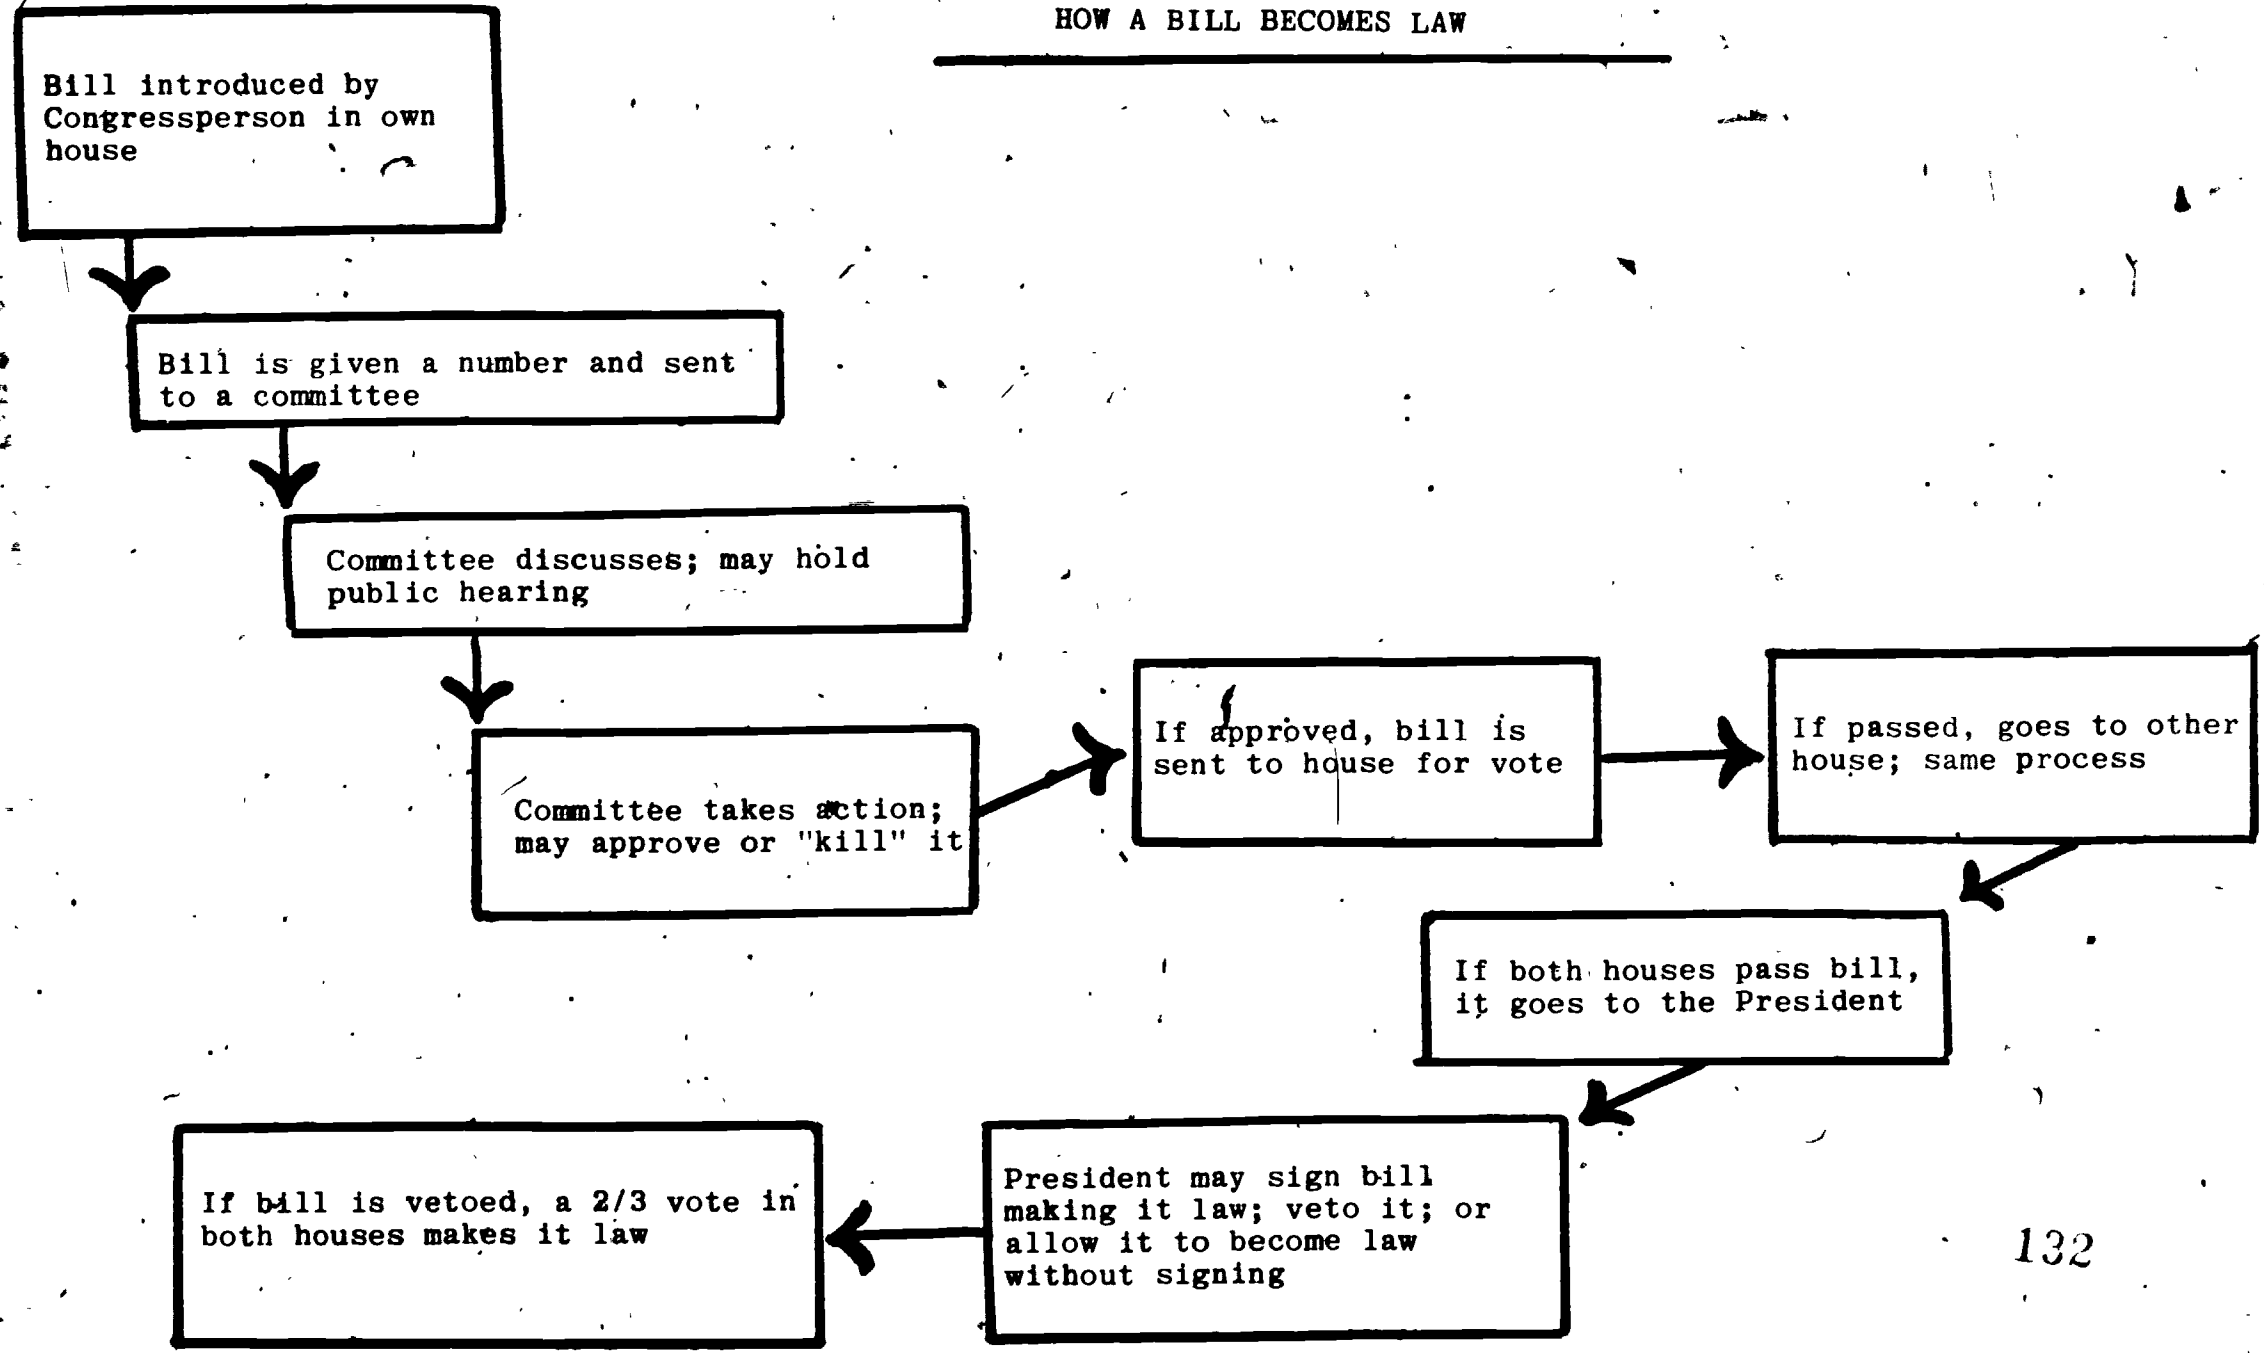 HOW A BILL BECOMES LAW
Bill introduced by
Congressperson in own
house
Bill is given a number and sent
to a committee
Committee discusses; may hold
public hearing
Committee takes action;
may approve or "kill" it
If approved, bill is
sent to house for vote
If passed, goes to other
house; same process
If both houses pass bill,
it goes to the President
President may sign bill
making it law; veto it; or
allow it to become law
without signing
If bill is vetoed, a 2/3 vote in
both houses makes it law
132